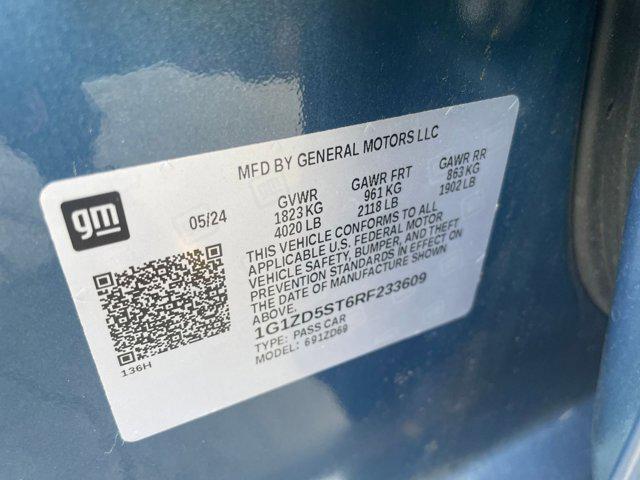 MFD BY GENERAL MOTORS LLC
gm
05/24
GVWR
1823 KG
4020 LB
GAWR FRT
961 KG
2118 LB
GAWR RR
863 KG
1902 LB
THIS VEHICLE CONFORMS TO ALL
APPLICABLE U.S. FEDERAL MOTOR
VEHICLE SAFETY, BUMPER, AND THEFT
PREVENTION STANDARDS IN EFFECT ON
THE DATE OF MANUFACTURE SHOWN
ABOVE.
1G1ZD5ST6RF233609
TYPE: PASS CAR
MODEL: 691ZD69
136H